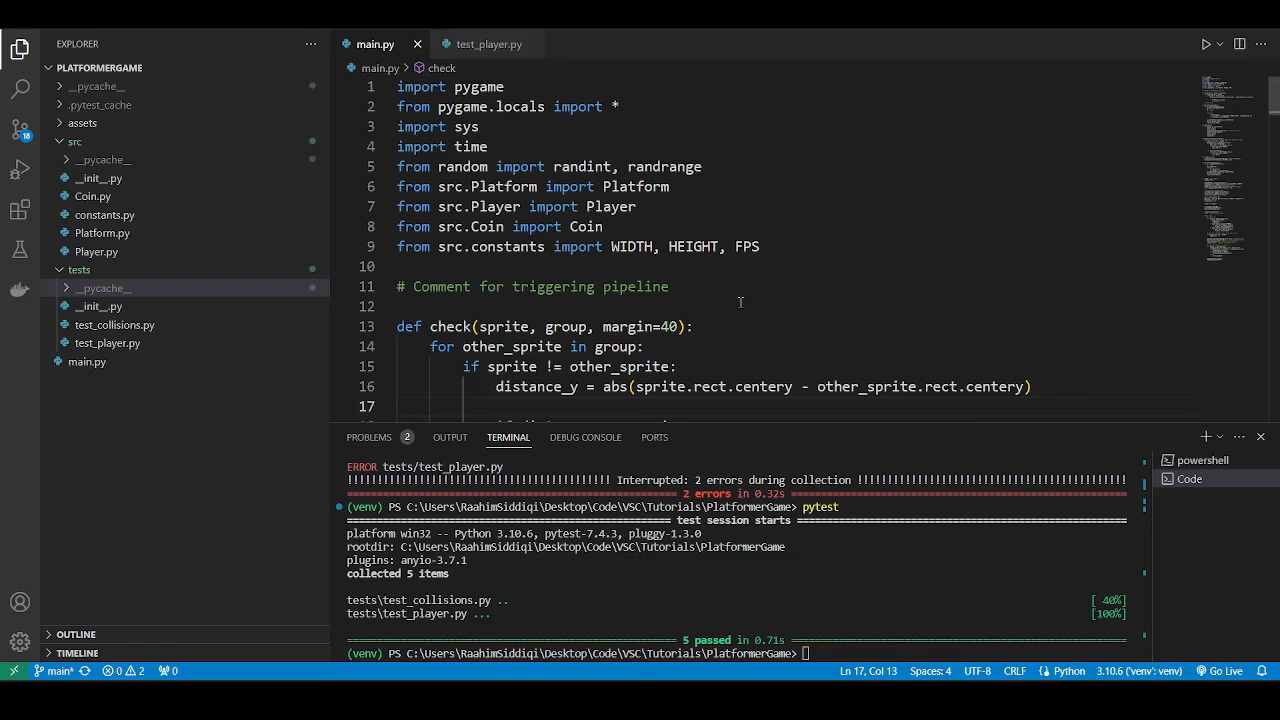 EXPLORER
PLATFORMERGAME
__pycache__
.pytest_cache
assets
src
__pycache__
__init__.py
Coin.py
constants.py
Platform.py
Player.py
tests
__pycache__
__init__.py
test_collisions.py
test_player.py
main.py
OUTLINE
TIMELINE
18
main.py
test_player.py
main.py > check
1 import pygame
2 from pygame.locals import *
3 import sys
4 import time
5 from random import randint, randrange
6 from src.Platform import Platform
7 from src.Player import Player
8 from src.Coin import Coin
9 from src.constants import WIDTH, HEIGHT, FPS
10
11 # Comment for triggering pipeline
12
13 def check(sprite, group, margin=40):
14 for other_sprite in group:
15 if sprite != other_sprite:
16 distance_y = abs(sprite.rect.centery - other_sprite.rect.centery)
17
PROBLEMS 2 OUTPUT TERMINAL DEBUG CONSOLE PORTS
ERROR tests/test_player.py
!!!!!!!!!!!!!!!!!!!!!!!!!!!!!!!!!!! Interrupted: 2 errors during collection !!!!!!!!!!!!!!!!!!!!!!!!!!!!!!!!!!!
============================================ 2 errors in 0.32s ============================================
(venv) PS C:\Users\RaahimSiddiqi\Desktop\Code\VSC\Tutorials\PlatformerGame> pytest
=========================================== test session starts ===========================================
platform win32 -- Python 3.10.6, pytest-7.4.3, pluggy-1.3.0
rootdir: C:\Users\RaahimSiddiqi\Desktop\Code\VSC\Tutorials\PlatformerGame
plugins: anyio-3.7.1
collected 5 items
tests\test_collisions.py .. [ 40%]
tests\test_player.py ... [100%]
============================================ 5 passed in 0.71s ============================================
(venv) PS C:\Users\RaahimSiddiqi\Desktop\Code\VSC\Tutorials\PlatformerGame>
powershell
Code
main* 0 2 0 Ln 17, Col 13 Spaces: 4 UTF-8 CRLF Python 3.10.6 ('venv': venv) Go Live